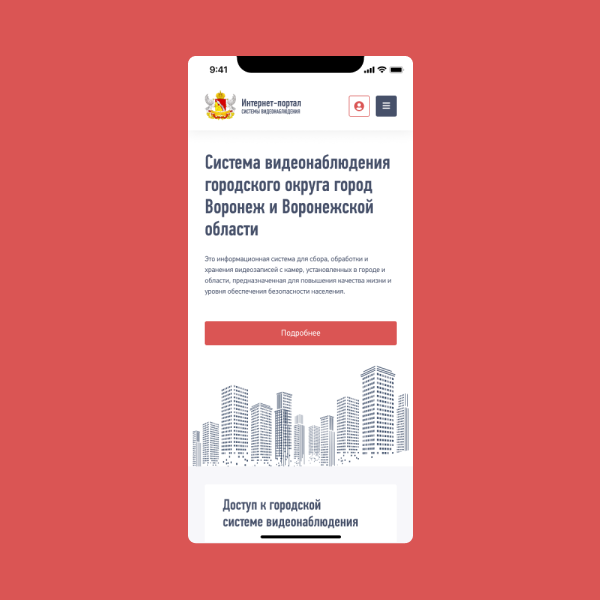 9:41
Интернет-портал
СИСТЕМЫ ВИДЕОНАБЛЮДЕНИЯ
Система видеонаблюдения
городского округа город
Воронеж и Воронежской
области
Это информационная система для сбора, обработки и
хранения видеозаписей с камер, установленных в городе и
области, предназначенная для повышения качества жизни и
уровня обеспечения безопасности населения.
Подробнее
Доступ к городской
системе видеонаблюдения